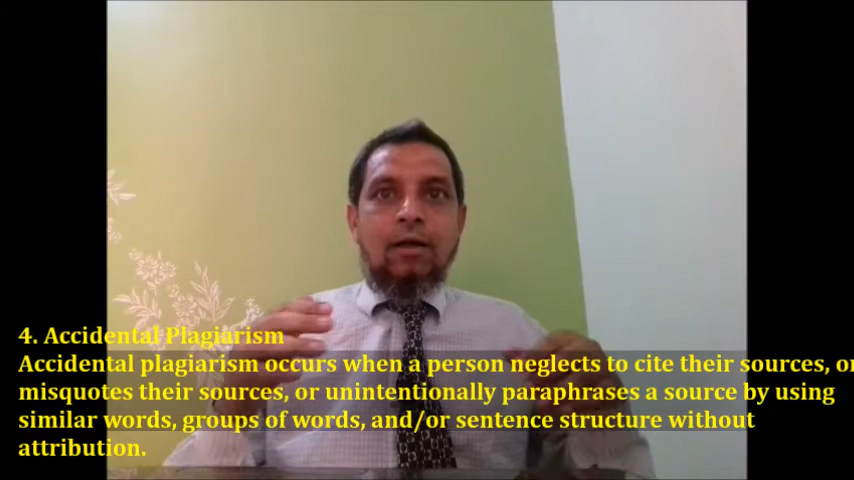 4. Accidental Plagiarism
Accidental plagiarism occurs when a person neglects to cite their sources, or
misquotes their sources, or unintentionally paraphrases a source by using
similar words, groups of words, and/or sentence structure without
attribution.